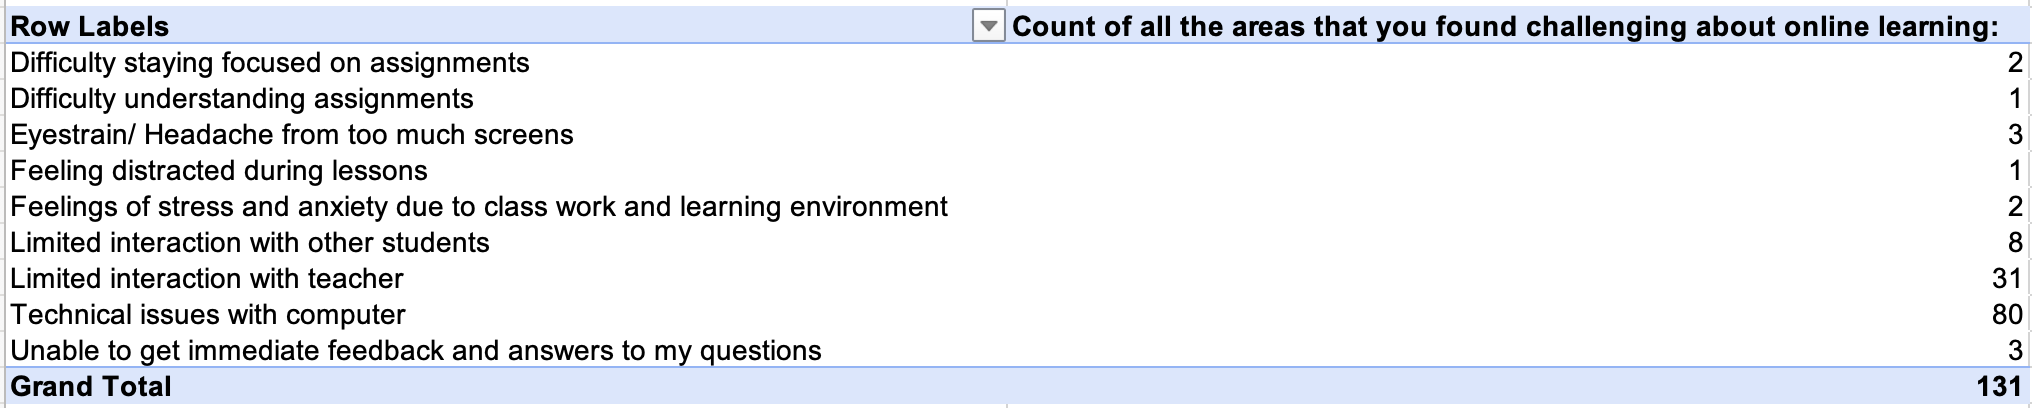 Row Labels Count of all the areas that you found challenging about online learning:
Difficulty staying focused on assignments 2
Difficulty understanding assignments 1
Eyestrain/ Headache from too much screens 3
Feeling distracted during lessons 1
Feelings of stress and anxiety due to class work and learning environment 2
Limited interaction with other students 8
Limited interaction with teacher 31
Technical issues with computer 80
Unable to get immediate feedback and answers to my questions 3
Grand Total 131